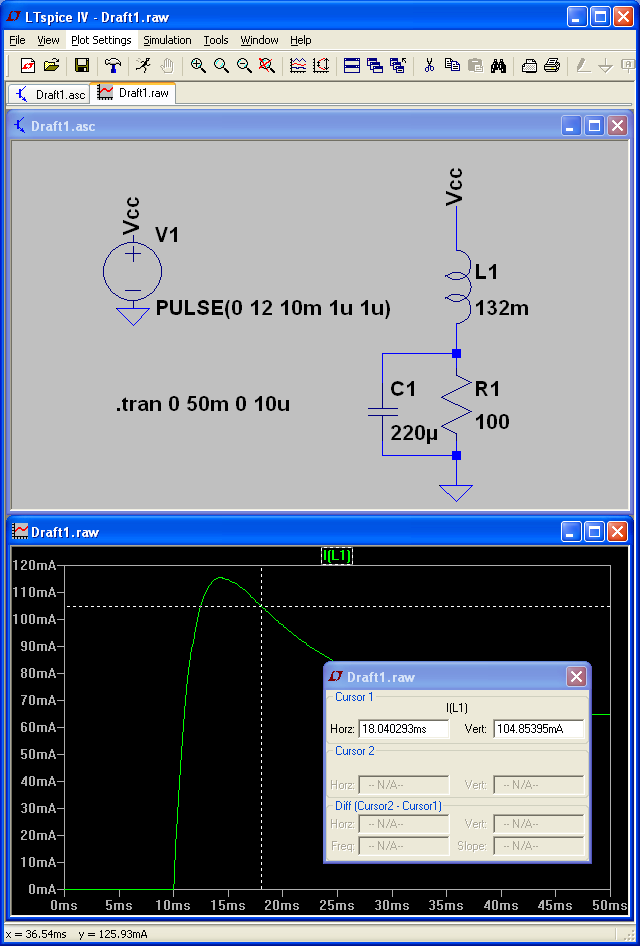 LTspice IV - Draft1.raw
File View Plot Settings Simulation Tools Window Help
Draft1.asc Draft1.raw
Draft1.asc
Vcc
V1
PULSE(0 12 10m 1u 1u)
.tran 0 50m 0 10u
Vcc
L1
132m
C1
220µ
R1
100
Draft1.raw
I(L1)
120mA
110mA
100mA
90mA
80mA
70mA
60mA
50mA
40mA
30mA
20mA
10mA
0mA
0ms 5ms 10ms 15ms 20ms 25ms 30ms 35ms 40ms 45ms 50ms
Draft1.raw
Cursor 1
I(L1)
Horz: 18.040293ms Vert: 104.85395mA
Cursor 2
Horz: -- N/A-- Vert: -- N/A--
Diff (Cursor2 - Cursor1)
Horz: -- N/A-- Vert: -- N/A--
Freq: -- N/A-- Slope: -- N/A--
x = 36.54ms y = 125.93mA